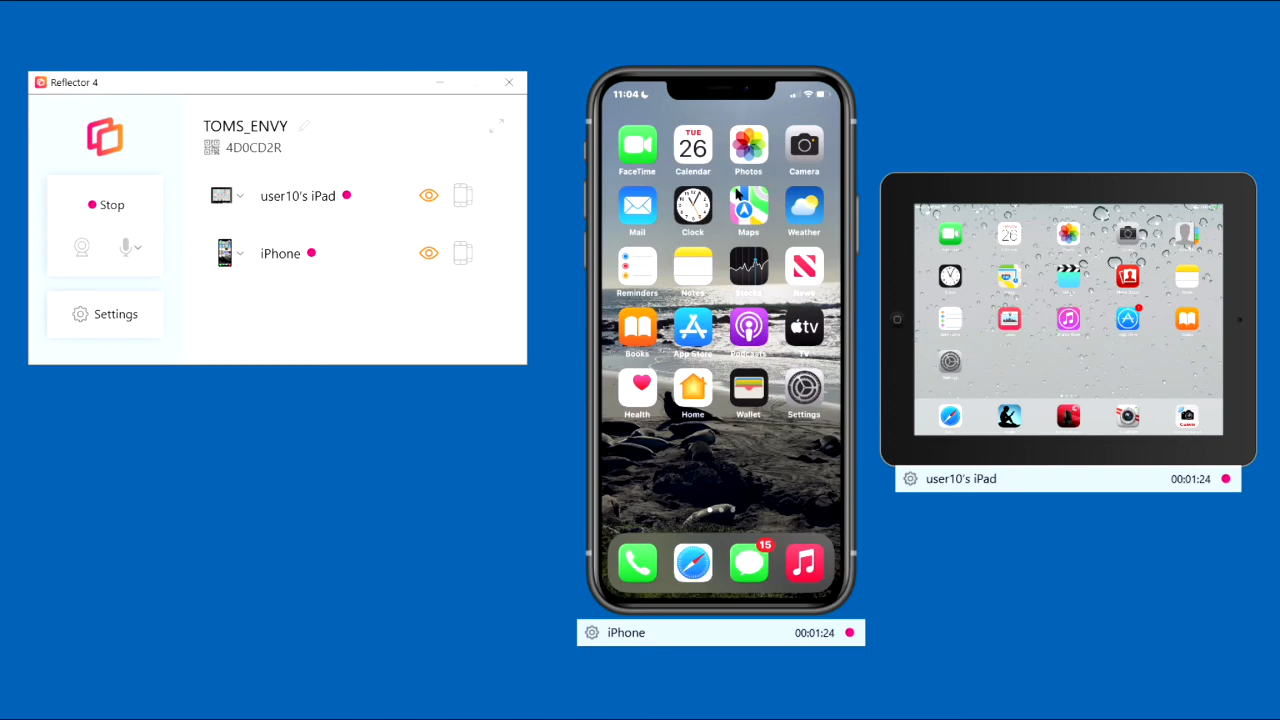 Reflector 4
TOMS_ENVY
4D0CD2R
Stop
user10's iPad
iPhone
Settings
11:04
TUE
26
FaceTime
Calendar
Photos
Camera
Mail
Clock
Maps
Weather
Reminders
Notes
Stocks
News
tv
Books
App Store
Podcasts
TV
Health
Home
Wallet
Settings
15
iPhone
00:01:24
26
user10's iPad
00:01:24